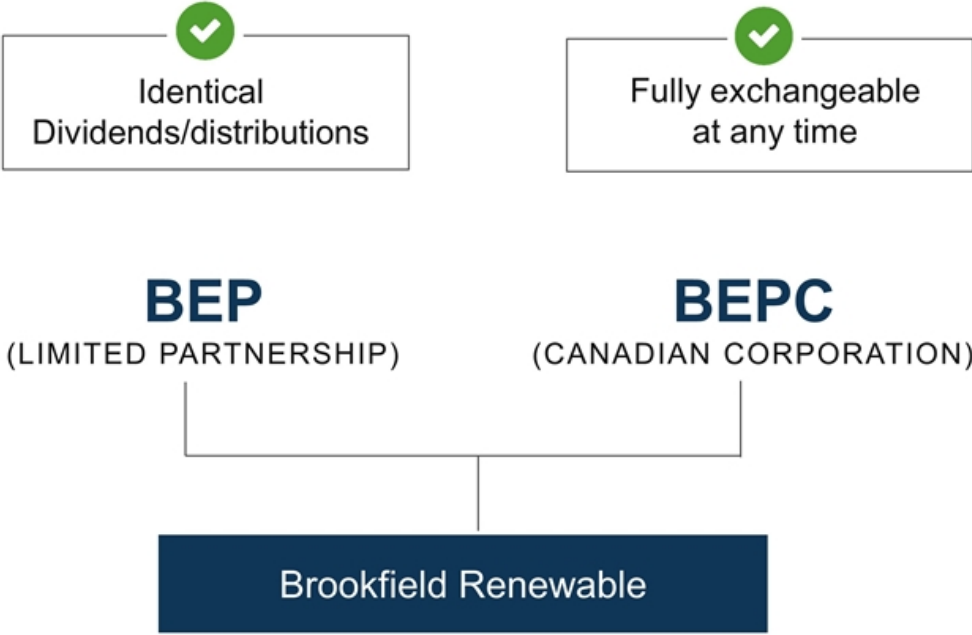 Identical
Dividends/distributions
Fully exchangeable
at any time
BEP
(LIMITED PARTNERSHIP)
BEPC
(CANADIAN CORPORATION)
Brookfield Renewable